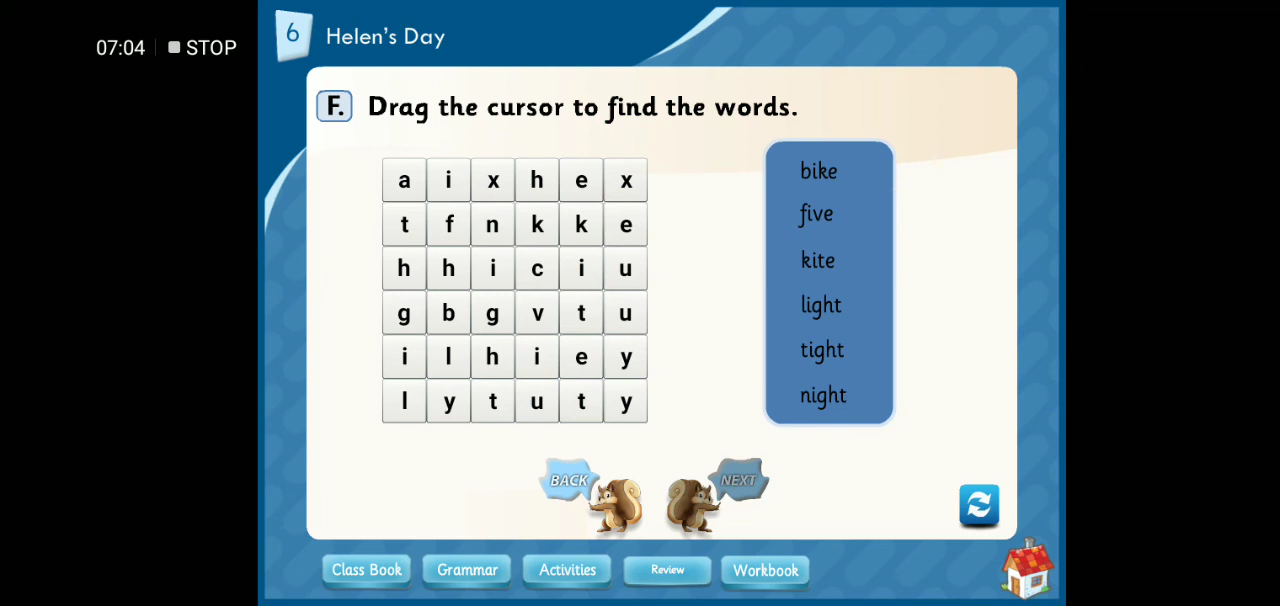 07:04 STOP
6 Helen's Day
F. Drag the cursor to find the words.
a i x h e x
t f n k k e
h h i c i u
g b g v t u
i l h i e y
l y t u t y
bike
five
kite
light
tight
night
BACK NEXT
Class Book Grammar Activities Review Workbook